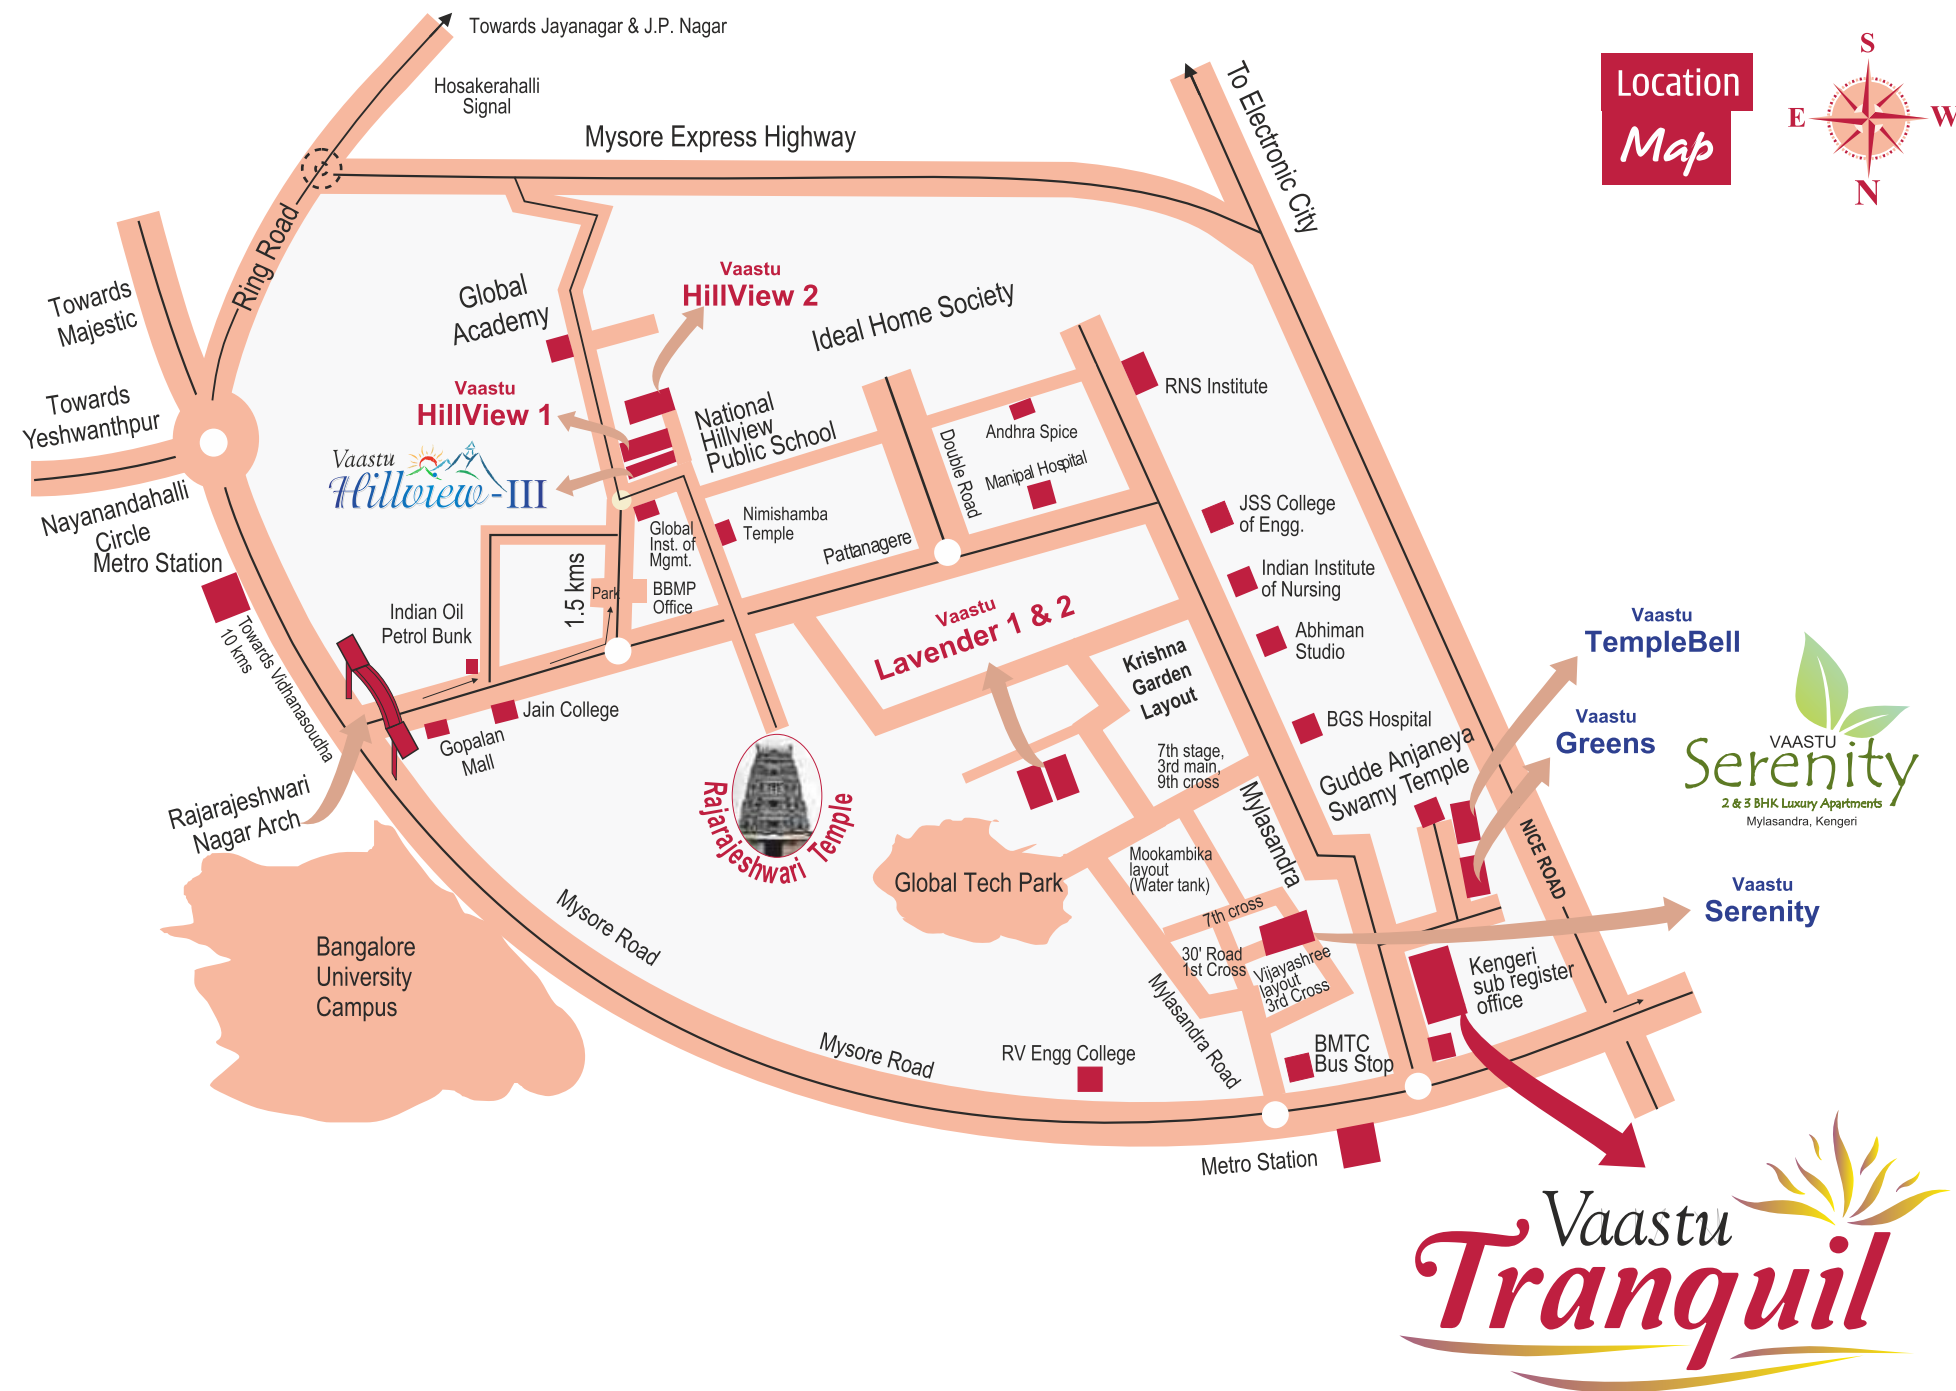 Towards Jayanagar & J.P. Nagar
Location
Map
S
E
W
N
Hosakerahalli
Signal
Mysore Express Highway
To Electronic City
Ring Road
Towards
Majestic
Global
Academy
Vaastu
HillView 2
Ideal Home Society
Vaastu
HillView 1
National
Hillview
Public School
RNS Institute
Andhra Spice
Double Road
Manipal Hospital
Towards
Yeshwanthpur
Vaastu
Hillview-III
Nayanandahalli
Circle
Metro Station
Global
Inst. of
Mgmt.
Nimishamba
Temple
Pattanagere
JSS College
of Engg.
Indian Institute
of Nursing
1.5 kms
Park
BBMP
Office
Indian Oil
Petrol Bunk
Towards Vidhanasoudha
10 kms
Vaastu
Lavender 1 & 2
Krishna
Garden
Layout
Abhiman
Studio
Vaastu
TempleBell
Vaastu
Greens
VAASTU
Serenity
2 & 3 BHK Luxury Apartments
Mylasandra, Kengeri
Jain College
Gopalan
Mall
BGS Hospital
7th stage,
3rd main,
9th cross
Gudde Anjaneya
Swamy Temple
Rajarajeshwari
Nagar Arch
Rajarajeshwari Temple
Mylasandra
NICE ROAD
Mookambika
layout
(Water tank)
Global Tech Park
7th cross
Vaastu
Serenity
Mysore Road
Bangalore
University
Campus
30' Road
1st Cross
Vijayashree
layout
3rd Cross
Kengeri
sub register
office
Mylasandra Road
Mysore Road
RV Engg College
BMTC
Bus Stop
Metro Station
Vaastu
Tranquil